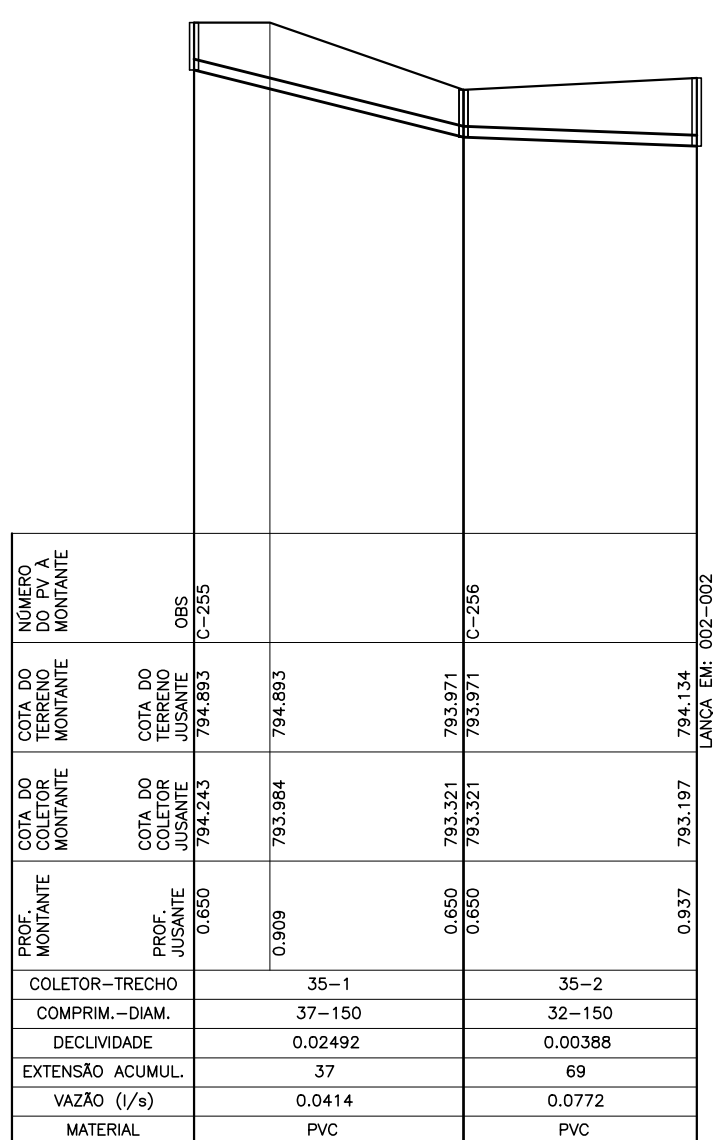 NÚMERO
DO PV À
MONTANTE
OBS
C-255
C-256
COTA DO
TERRENO
MONTANTE
COTA DO
TERRENO
JUSANTE
794.893
794.893
793.971
793.971
794.134
COTA DO
COLETOR
MONTANTE
COTA DO
COLETOR
JUSANTE
794.243
793.984
793.321
793.321
793.197
PROF.
MONTANTE
PROF.
JUSANTE
0.650
0.909
0.650
0.650
0.937
LANÇA EM: 002-002
COLETOR-TRECHO 35-1 35-2
COMPRIM.-DIAM. 37-150 32-150
DECLIVIDADE 0.02492 0.00388
EXTENSÃO ACUMUL. 37 69
VAZÃO (l/s) 0.0414 0.0772
MATERIAL PVC PVC